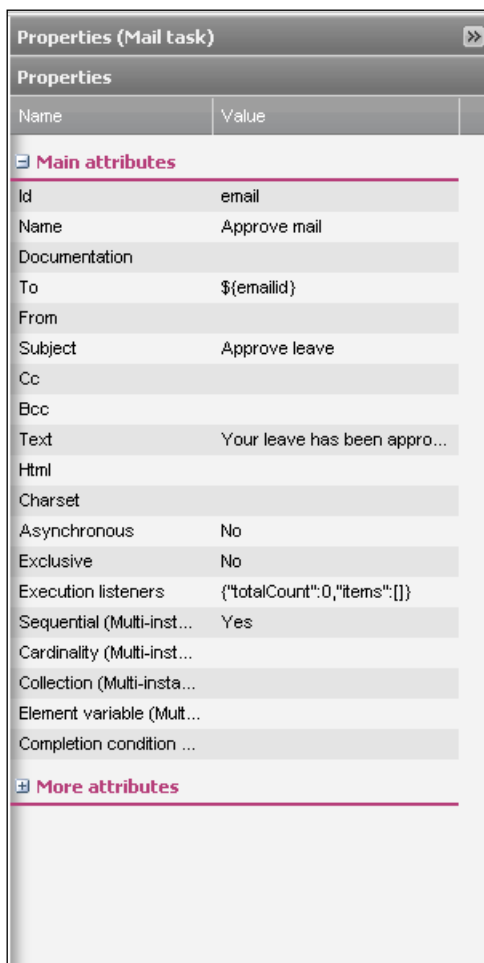 Properties (Mail task)
Properties
Name Value
Main attributes
Id email
Name Approve mail
Documentation
To ${emailid}
From
Subject Approve leave
Cc
Bcc
Text Your leave has been appro...
Html
Charset
Asynchronous No
Exclusive No
Execution listeners {"totalCount":0,"items":[]}
Sequential (Multi-inst... Yes
Cardinality (Multi-inst...
Collection (Multi-insta...
Element variable (Mult...
Completion condition ...
More attributes